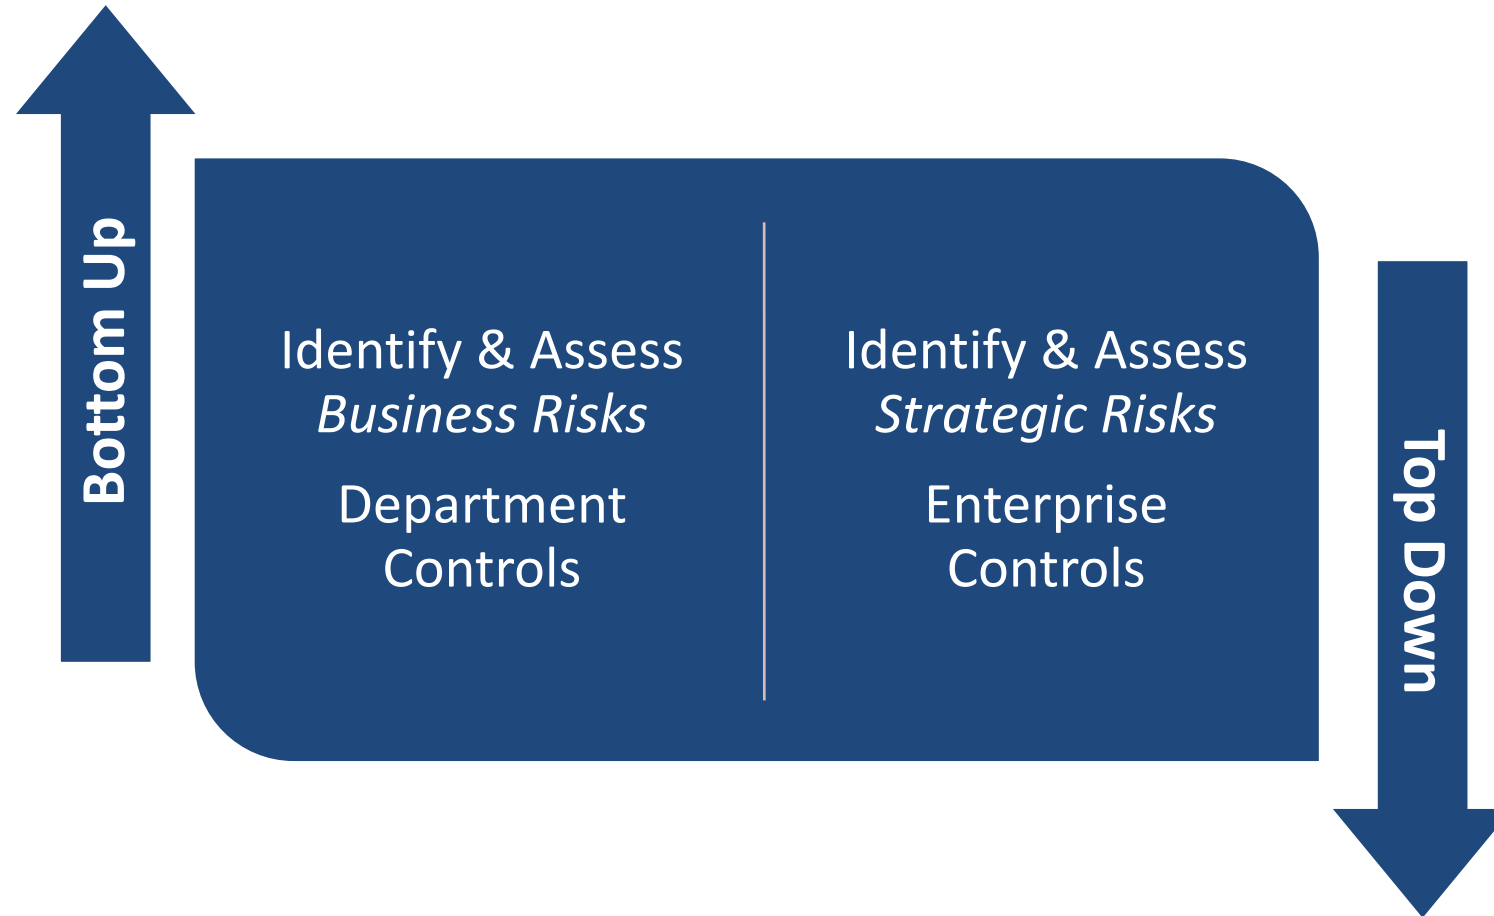 Bottom Up
Identify & Assess
Business Risks
Department
Controls
Identify & Assess
Strategic Risks
Enterprise
Controls
Top Down